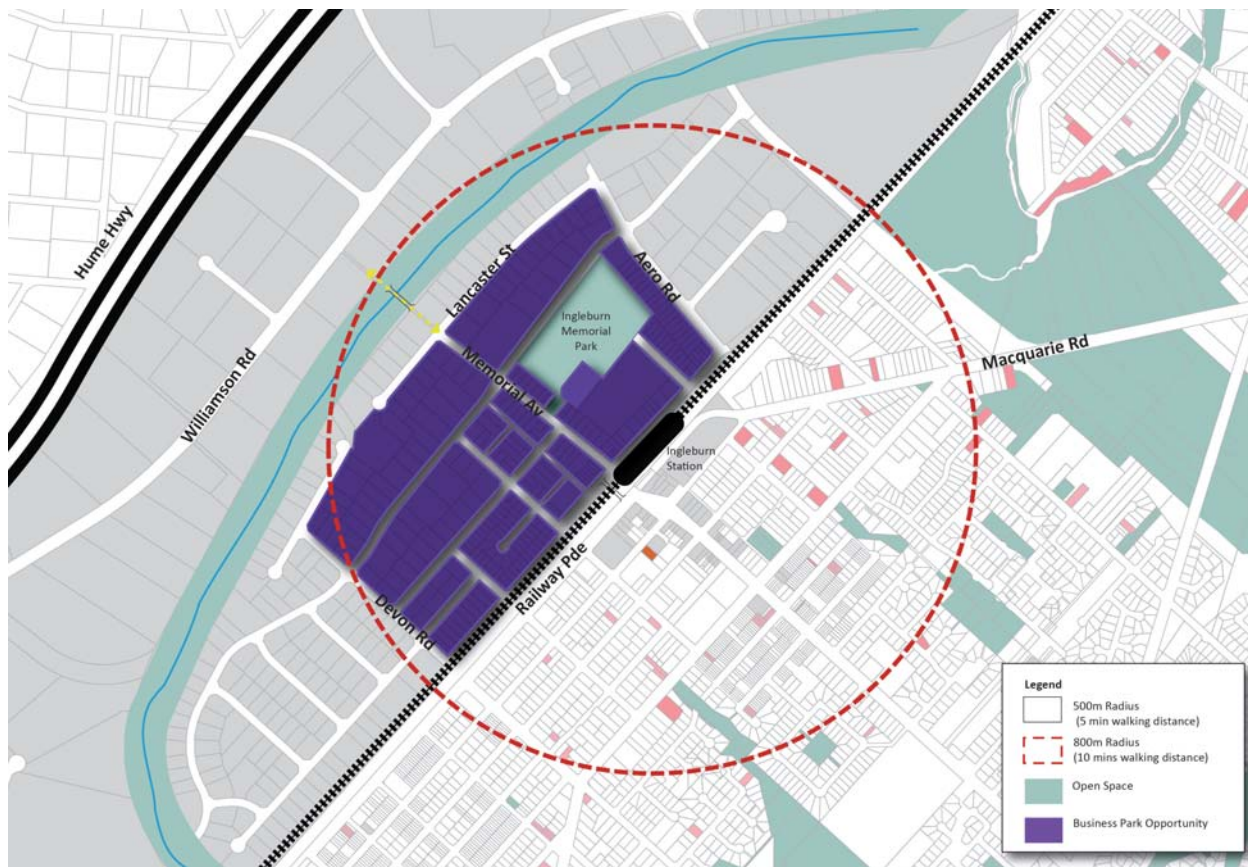 Hume Hwy
Williamson Rd
Lancaster St
Aero Rd
Ingleburn
Memorial
Park
Memorial Av
Macquarie Rd
Ingleburn
Station
Railway Pde
Devon Rd
Legend
500m Radius
(5 min walking distance)
800m Radius
(10 mins walking distance)
Open Space
Business Park Opportunity